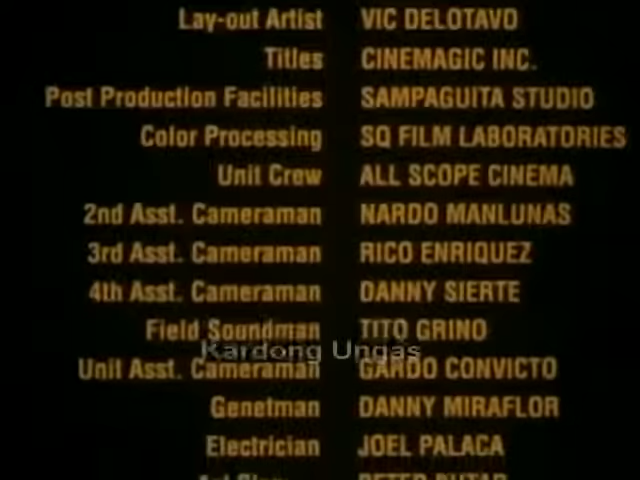 Lay-out Artist VIC DELOTAVO
Titles CINEMAGIC INC.
Post Production Facilities SAMPAGUITA STUDIO
Color Processing SQ FILM LABORATORIES
Unit Crew ALL SCOPE CINEMA
2nd Asst. Cameraman NARDO MANLUNAS
3rd Asst. Cameraman RICO ENRIQUEZ
4th Asst. Cameraman DANNY SIERTE
Field Soundman TITO GRINO
Kardong Ungas
Unit Asst. Cameraman GARDO CONVICTO
Genetman DANNY MIRAFLOR
Electrician JOEL PALACA
PETER